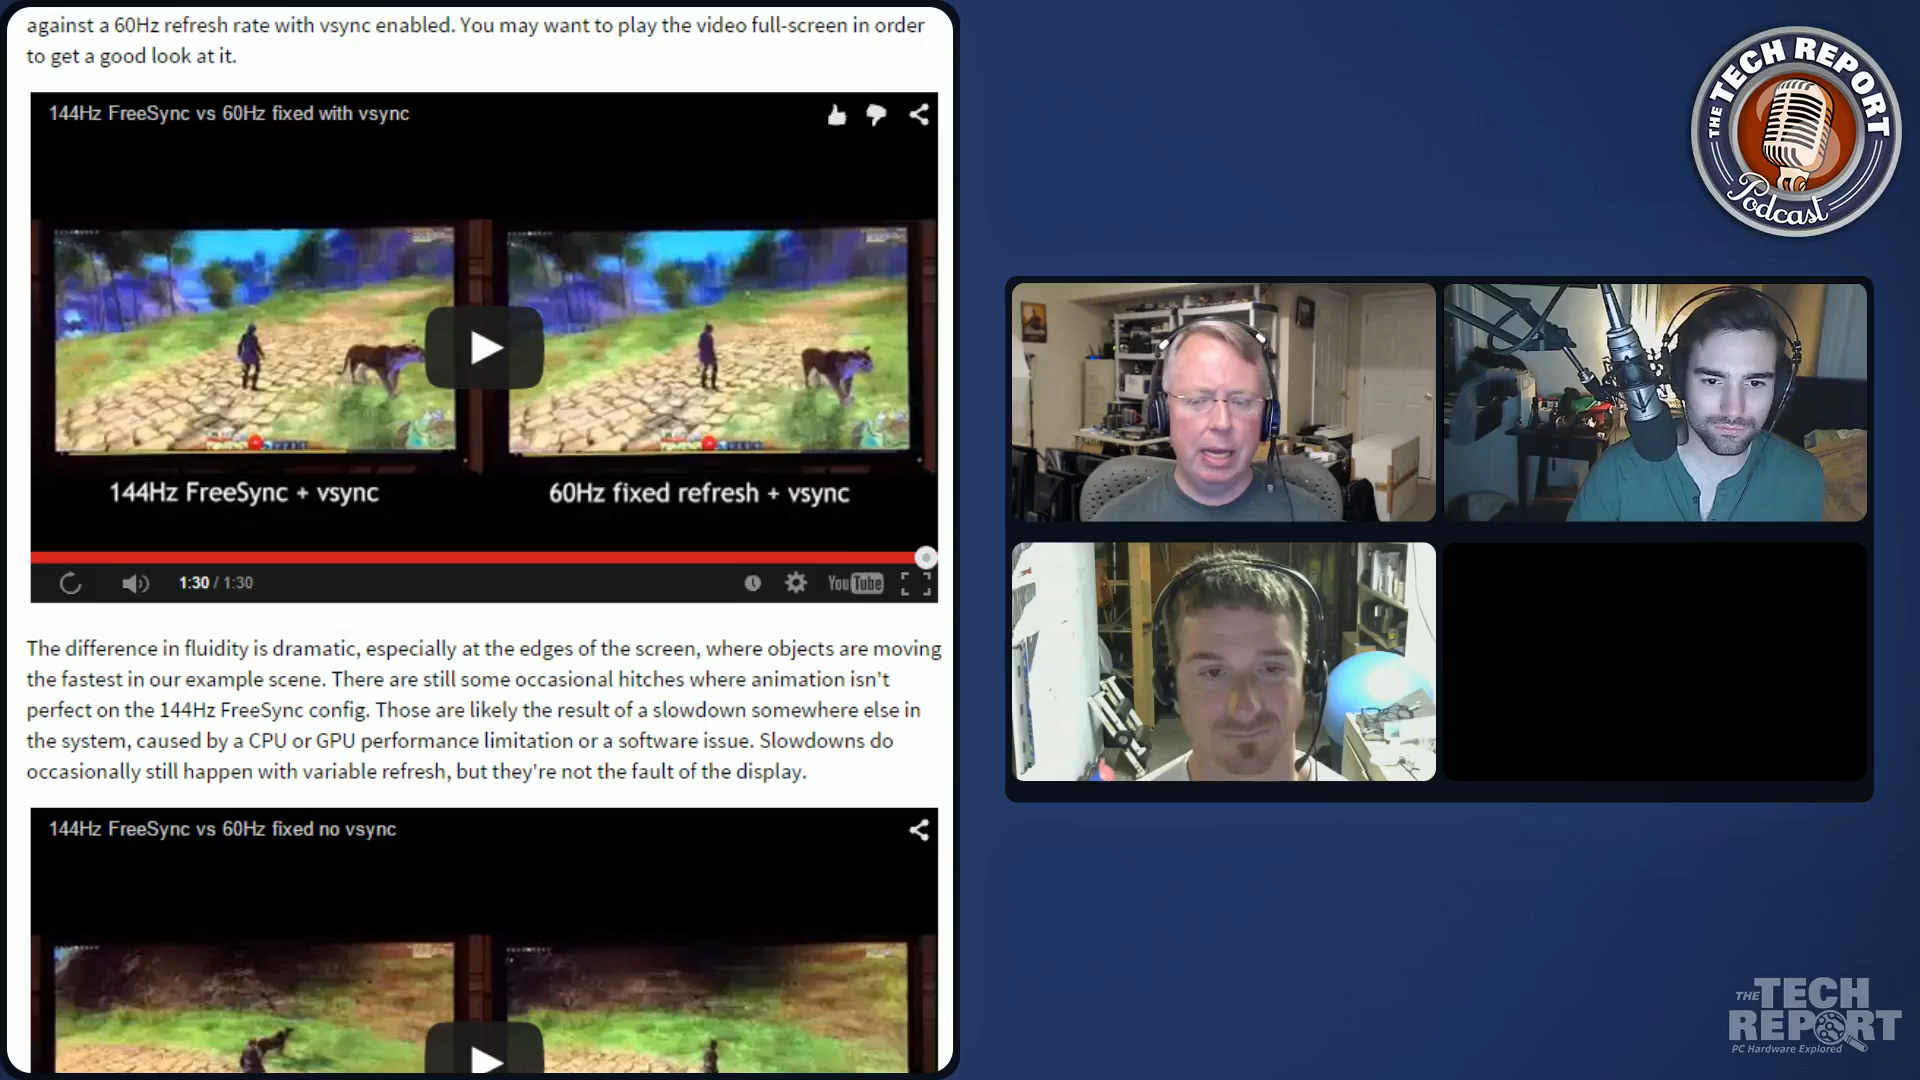 against a 60Hz refresh rate with vsync enabled. You may want to play the video full-screen in order
to get a good look at it.
144Hz FreeSync vs 60Hz fixed with vsync
144Hz FreeSync + vsync
60Hz fixed refresh + vsync
1:30 / 1:30
YouTube
The difference in fluidity is dramatic, especially at the edges of the screen, where objects are moving
the fastest in our example scene. There are still some occasional hitches where animation isn't
perfect on the 144Hz FreeSync config. Those are likely the result of a slowdown somewhere else in
the system, caused by a CPU or GPU performance limitation or a software issue. Slowdowns do
occasionally still happen with variable refresh, but they're not the fault of the display.
144Hz FreeSync vs 60Hz fixed no vsync
THE TECH REPORT
Podcast
THE TECH
REPORT
PC Hardware Explored